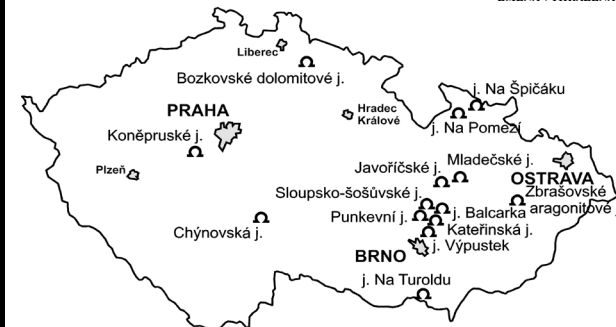 Liberec
Bozkovské dolomitové j.
j. Na Špičáku
PRAHA
Hradec
Králové
j. Na Pomezí
Koněpruské j.
Mladečské j.
Plzeň
Javoříčské j.
OSTRAVA
Sloupsko-šošůvské j.
Zbrašovské
aragonitové
Punkevní j.
j. Balcarka
Chýnovská j.
Kateřinská j.
j. Výpustek
BRNO
j. Na Turoldu